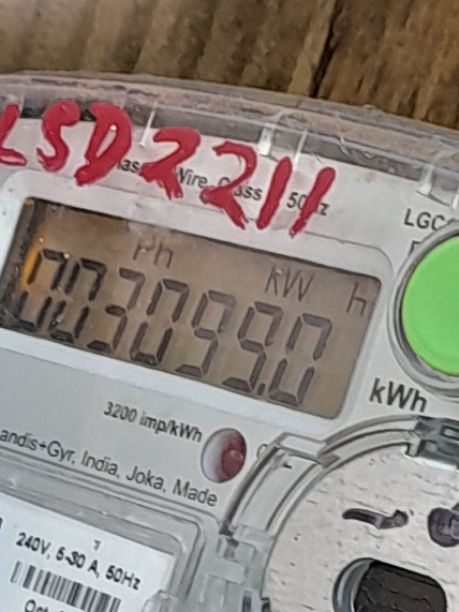 LSD2211
Wire, Class 50Hz
LGC
Ph kW h
003099.0
kWh
3200 imp/kWh
andis+Gyr, India, Joka, Made
240V, 5-30 A, 50Hz